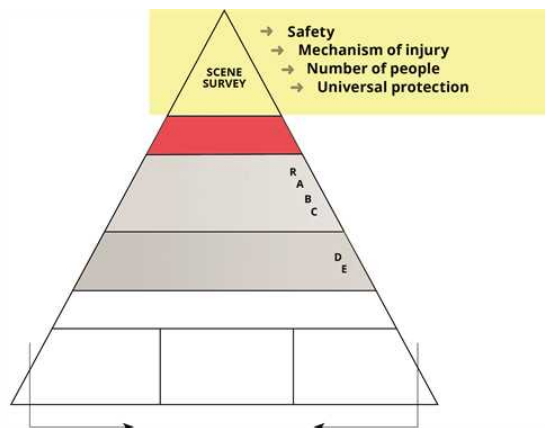 ➔ Safety
➔ Mechanism of injury
➔ Number of people
➔ Universal protection
SCENE
SURVEY
R
A
B
C
D
E